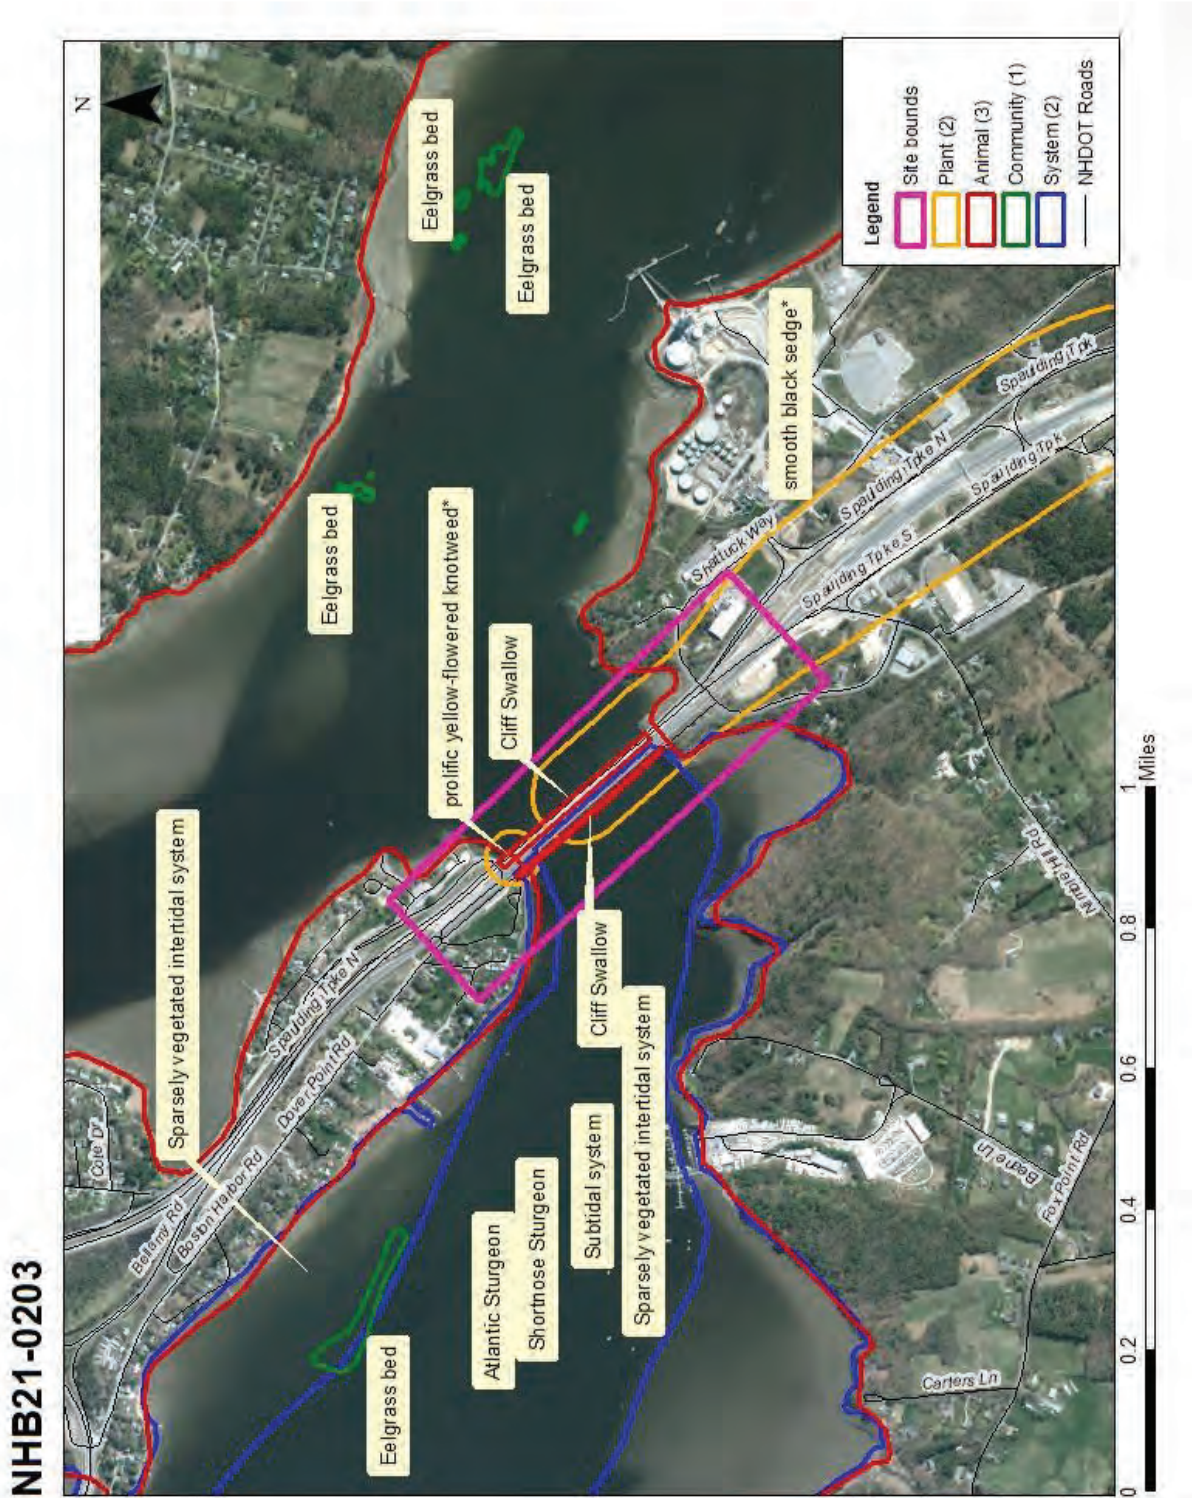 NHB21-0203
N
Eelgrass bed
Eelgrass bed
Eelgrass bed
prolific yellow-flowered knotweed*
Cliff Swallow
Sparsely vegetated intertidal system
Cliff Swallow
smooth black sedge*
Atlantic Sturgeon
Shortnose Sturgeon
Subtidal system
Sparsely vegetated intertidal system
Eelgrass bed
Cole Dr
Bellamy Rd
Boston Harbor Rd
Dover Point Rd
Spaulding Tpke N
Shattuck Way
Spaulding Tpke N
Spaulding Tpke S
Spaulding Tpk
Spaulding Tpk
Nimble Hill Rd
Beane Ln
Fox Point Rd
Carters Ln
Legend
Site bounds
Plant (2)
Animal (3)
Community (1)
System (2)
NHDOT Roads
0 0.2 0.4 0.6 0.8 1
Miles